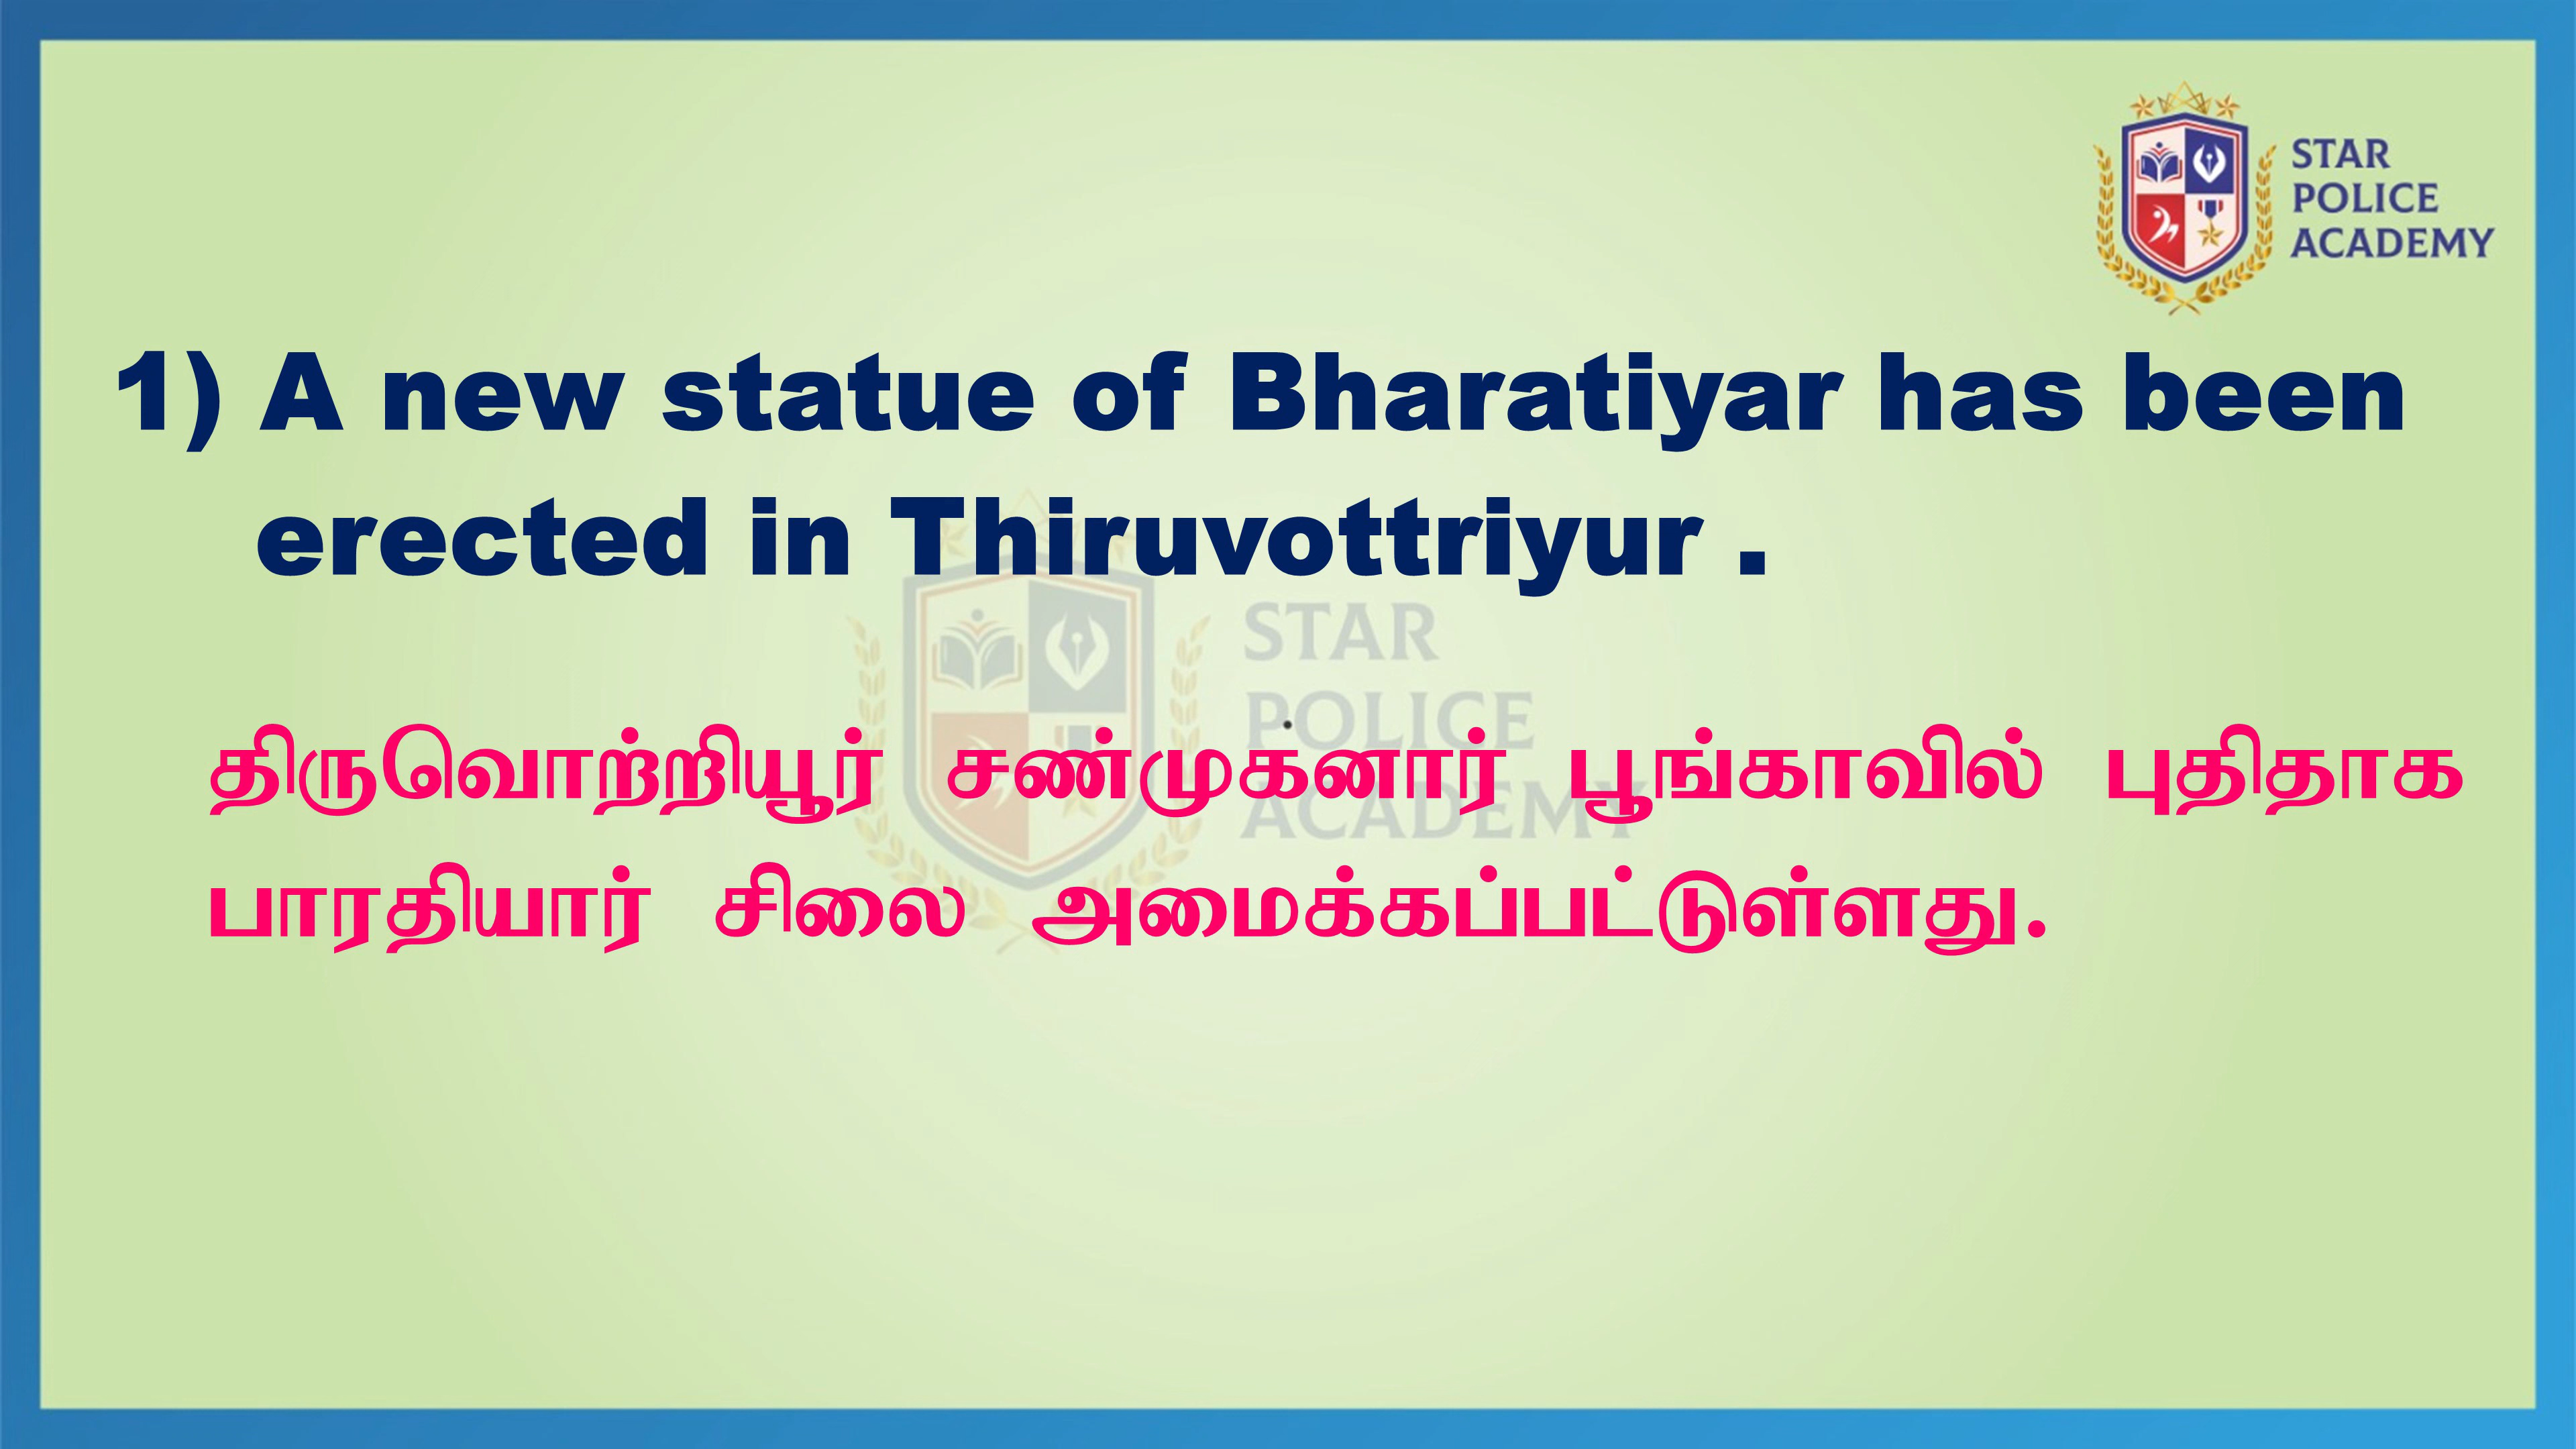 STAR
POLICE
ACADEMY
1) A new statue of Bharatiyar has been
erected in Thiruvottriyur .
STAR
POLICE
ACADEMY
திருவொற்றியூர் சண்முகனார் பூங்காவில் புதிதாக
பாரதியார் சிலை அமைக்கப்பட்டுள்ளது.